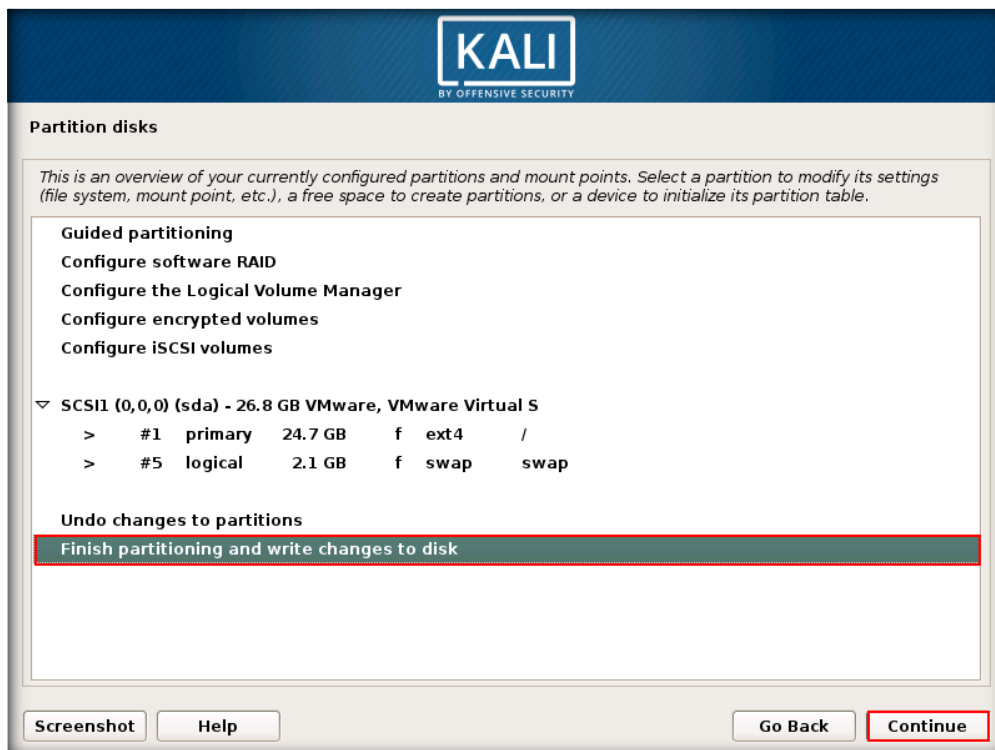 KALI
BY OFFENSIVE SECURITY
Partition disks
This is an overview of your currently configured partitions and mount points. Select a partition to modify its settings
(file system, mount point, etc.), a free space to create partitions, or a device to initialize its partition table.
Guided partitioning
Configure software RAID
Configure the Logical Volume Manager
Configure encrypted volumes
Configure iSCSI volumes
SCSI1 (0,0,0) (sda) - 26.8 GB VMware, VMware Virtual S
> #1 primary 24.7 GB f ext4 /
> #5 logical 2.1 GB f swap swap
Undo changes to partitions
Finish partitioning and write changes to disk
Screenshot Help Go Back Continue